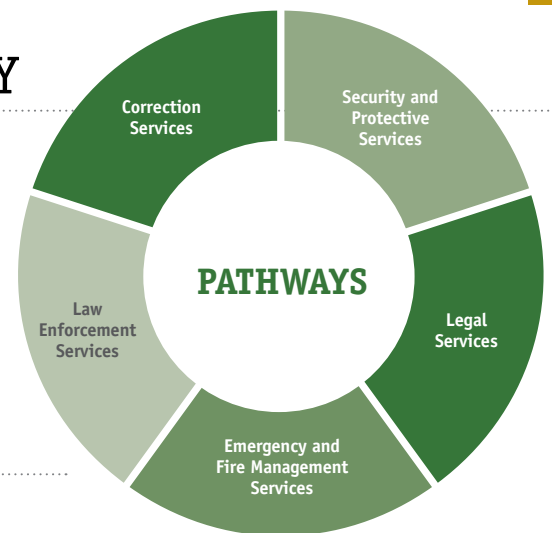 Y
Correction
Services
Security and
Protective
Services
PATHWAYS
Law
Enforcement
Services
Legal
Services
Emergency and
Fire Management
Services